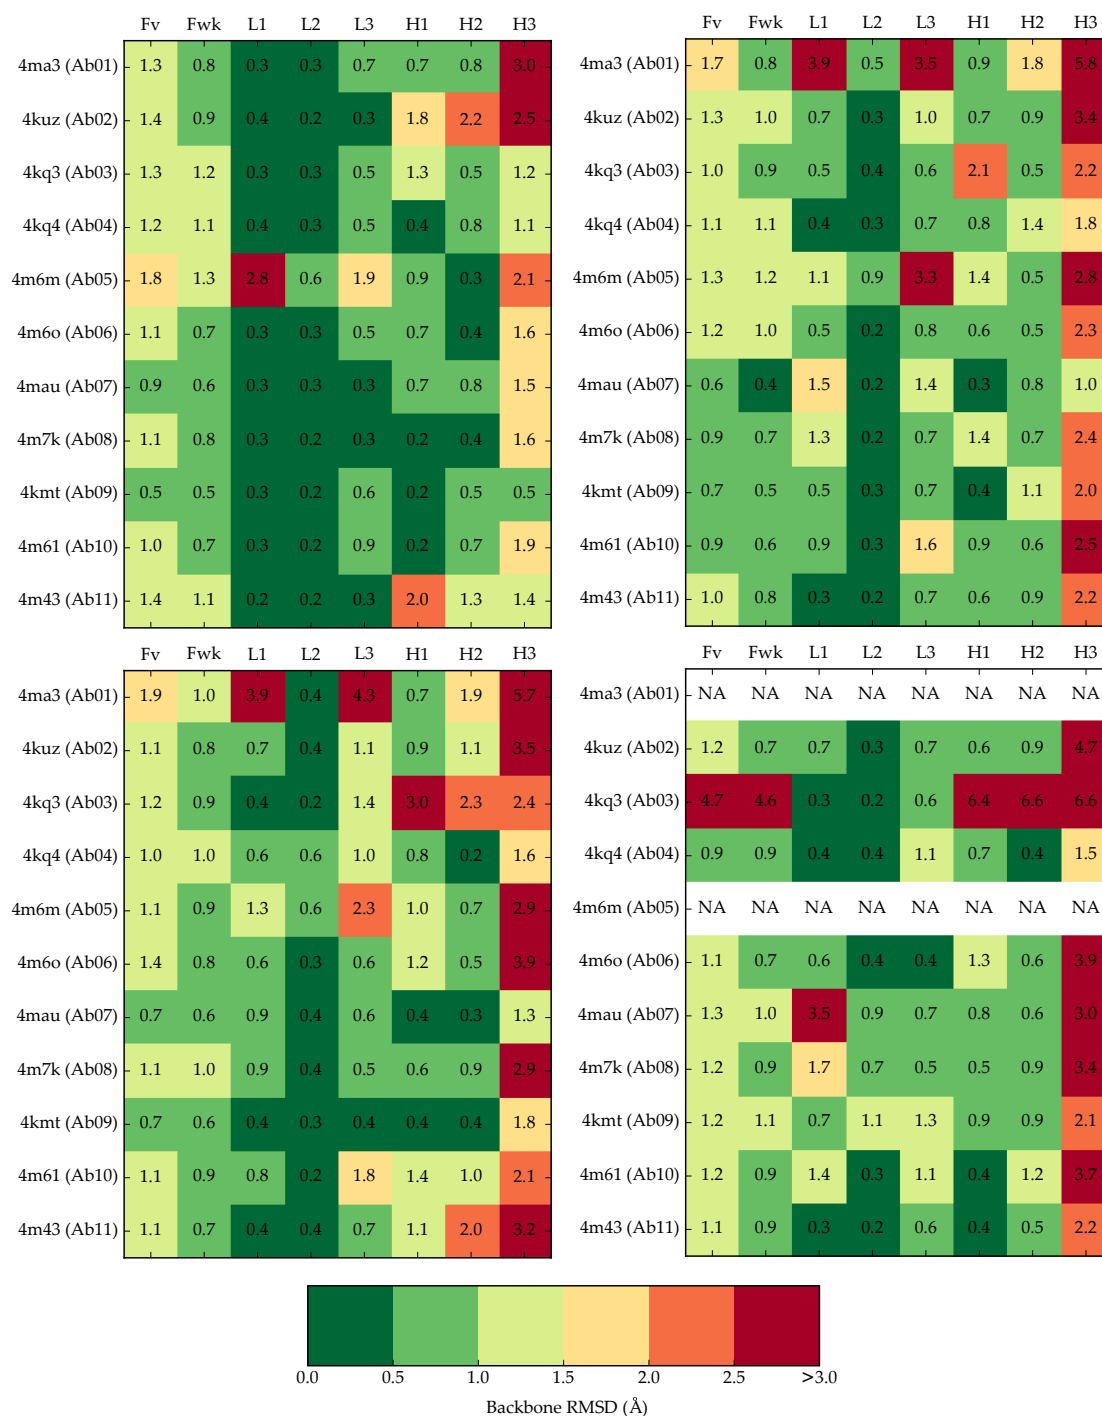 Fv Fwk L1 L2 L3 H1 H2 H3
4ma3 (Ab01) 1.3 0.8 0.3 0.3 0.7 0.7 0.8 3.0
4kuz (Ab02) 1.4 0.9 0.4 0.2 0.3 1.8 2.2 2.5
4kq3 (Ab03) 1.3 1.2 0.3 0.3 0.5 1.3 0.5 1.2
4kq4 (Ab04) 1.2 1.1 0.4 0.3 0.5 0.4 0.8 1.1
4m6m (Ab05) 1.8 1.3 2.8 0.6 1.9 0.9 0.3 2.1
4m6o (Ab06) 1.1 0.7 0.3 0.3 0.5 0.7 0.4 1.6
4mau (Ab07) 0.9 0.6 0.3 0.3 0.3 0.7 0.8 1.5
4m7k (Ab08) 1.1 0.8 0.3 0.2 0.3 0.2 0.4 1.6
4kmt (Ab09) 0.5 0.5 0.3 0.2 0.6 0.2 0.5 0.5
4m61 (Ab10) 1.0 0.7 0.3 0.2 0.9 0.2 0.7 1.9
4m43 (Ab11) 1.4 1.1 0.2 0.2 0.3 2.0 1.3 1.4
Fv Fwk L1 L2 L3 H1 H2 H3
4ma3 (Ab01) 1.7 0.8 3.9 0.5 3.5 0.9 1.8 5.8
4kuz (Ab02) 1.3 1.0 0.7 0.3 1.0 0.7 0.9 3.4
4kq3 (Ab03) 1.0 0.9 0.5 0.4 0.6 2.1 0.5 2.2
4kq4 (Ab04) 1.1 1.1 0.4 0.3 0.7 0.8 1.4 1.8
4m6m (Ab05) 1.3 1.2 1.1 0.9 3.3 1.4 0.5 2.8
4m6o (Ab06) 1.2 1.0 0.5 0.2 0.8 0.6 0.5 2.3
4mau (Ab07) 0.6 0.4 1.5 0.2 1.4 0.3 0.8 1.0
4m7k (Ab08) 0.9 0.7 1.3 0.2 0.7 1.4 0.7 2.4
4kmt (Ab09) 0.7 0.5 0.5 0.3 0.7 0.4 1.1 2.0
4m61 (Ab10) 0.9 0.6 0.9 0.3 1.6 0.9 0.6 2.5
4m43 (Ab11) 1.0 0.8 0.3 0.2 0.7 0.6 0.9 2.2
Fv Fwk L1 L2 L3 H1 H2 H3
4ma3 (Ab01) 1.9 1.0 3.9 0.4 4.3 0.7 1.9 5.7
4kuz (Ab02) 1.1 0.8 0.7 0.4 1.1 0.9 1.1 3.5
4kq3 (Ab03) 1.2 0.9 0.4 0.2 1.4 3.0 2.3 2.4
4kq4 (Ab04) 1.0 1.0 0.6 0.6 1.0 0.8 0.2 1.6
4m6m (Ab05) 1.1 0.9 1.3 0.6 2.3 1.0 0.7 2.9
4m6o (Ab06) 1.4 0.8 0.6 0.3 0.6 1.2 0.5 3.9
4mau (Ab07) 0.7 0.6 0.9 0.4 0.6 0.4 0.3 1.3
4m7k (Ab08) 1.1 1.0 0.9 0.4 0.5 0.6 0.9 2.9
4kmt (Ab09) 0.7 0.6 0.4 0.3 0.4 0.4 0.4 1.8
4m61 (Ab10) 1.1 0.9 0.8 0.2 1.8 1.4 1.0 2.1
4m43 (Ab11) 1.1 0.7 0.4 0.4 0.7 1.1 2.0 3.2
Fv Fwk L1 L2 L3 H1 H2 H3
4ma3 (Ab01) NA NA NA NA NA NA NA NA
4kuz (Ab02) 1.2 0.7 0.7 0.3 0.7 0.6 0.9 4.7
4kq3 (Ab03) 4.7 4.6 0.3 0.2 0.6 6.4 6.6 6.6
4kq4 (Ab04) 0.9 0.9 0.4 0.4 1.1 0.7 0.4 1.5
4m6m (Ab05) NA NA NA NA NA NA NA NA
4m6o (Ab06) 1.1 0.7 0.6 0.4 0.4 1.3 0.6 3.9
4mau (Ab07) 1.3 1.0 3.5 0.9 0.7 0.8 0.6 3.0
4m7k (Ab08) 1.2 0.9 1.7 0.7 0.5 0.5 0.9 3.4
4kmt (Ab09) 1.2 1.1 0.7 1.1 1.3 0.9 0.9 2.1
4m61 (Ab10) 1.2 0.9 1.4 0.3 1.1 0.4 1.2 3.7
4m43 (Ab11) 1.1 0.9 0.3 0.2 0.6 0.4 0.5 2.2
0.0 0.5 1.0 1.5 2.0 2.5 >3.0
Backbone RMSD (Å)